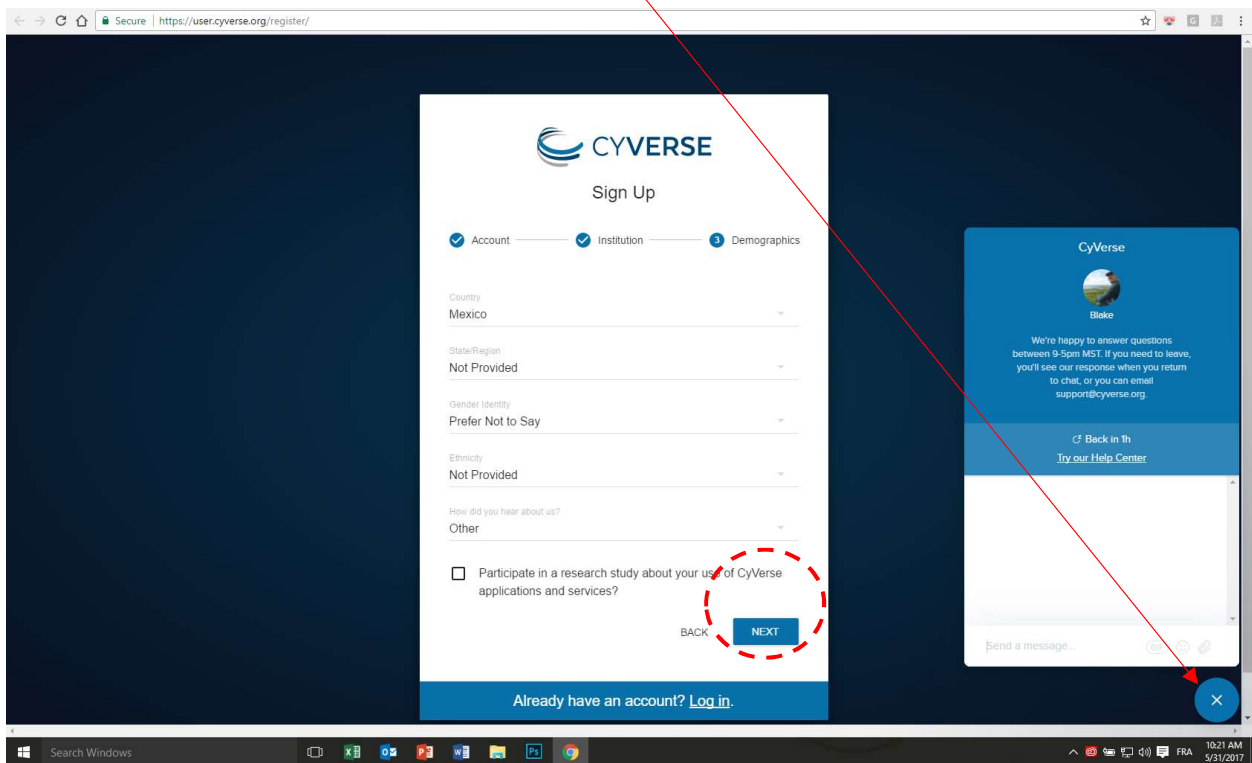 Secure | https://user.cyverse.org/register/
CYVERSE
Sign Up
Account
Institution
3 Demographics
Country
Mexico
State/Region
Not Provided
Gender Identity
Prefer Not to Say
Ethnicity
Not Provided
How did you hear about us?
Other
Participate in a research study about your use of CyVerse
applications and services?
BACK
NEXT
Already have an account? Log in.
CyVerse
Blake
We're happy to answer questions
between 9-5pm MST. If you need to leave,
you'll see our response when you return
to chat, or you can email
support@cyverse.org.
Back in 1h
Try our Help Center
Send a message...
GIF
Search Windows
FRA
10:21 AM
5/31/2017